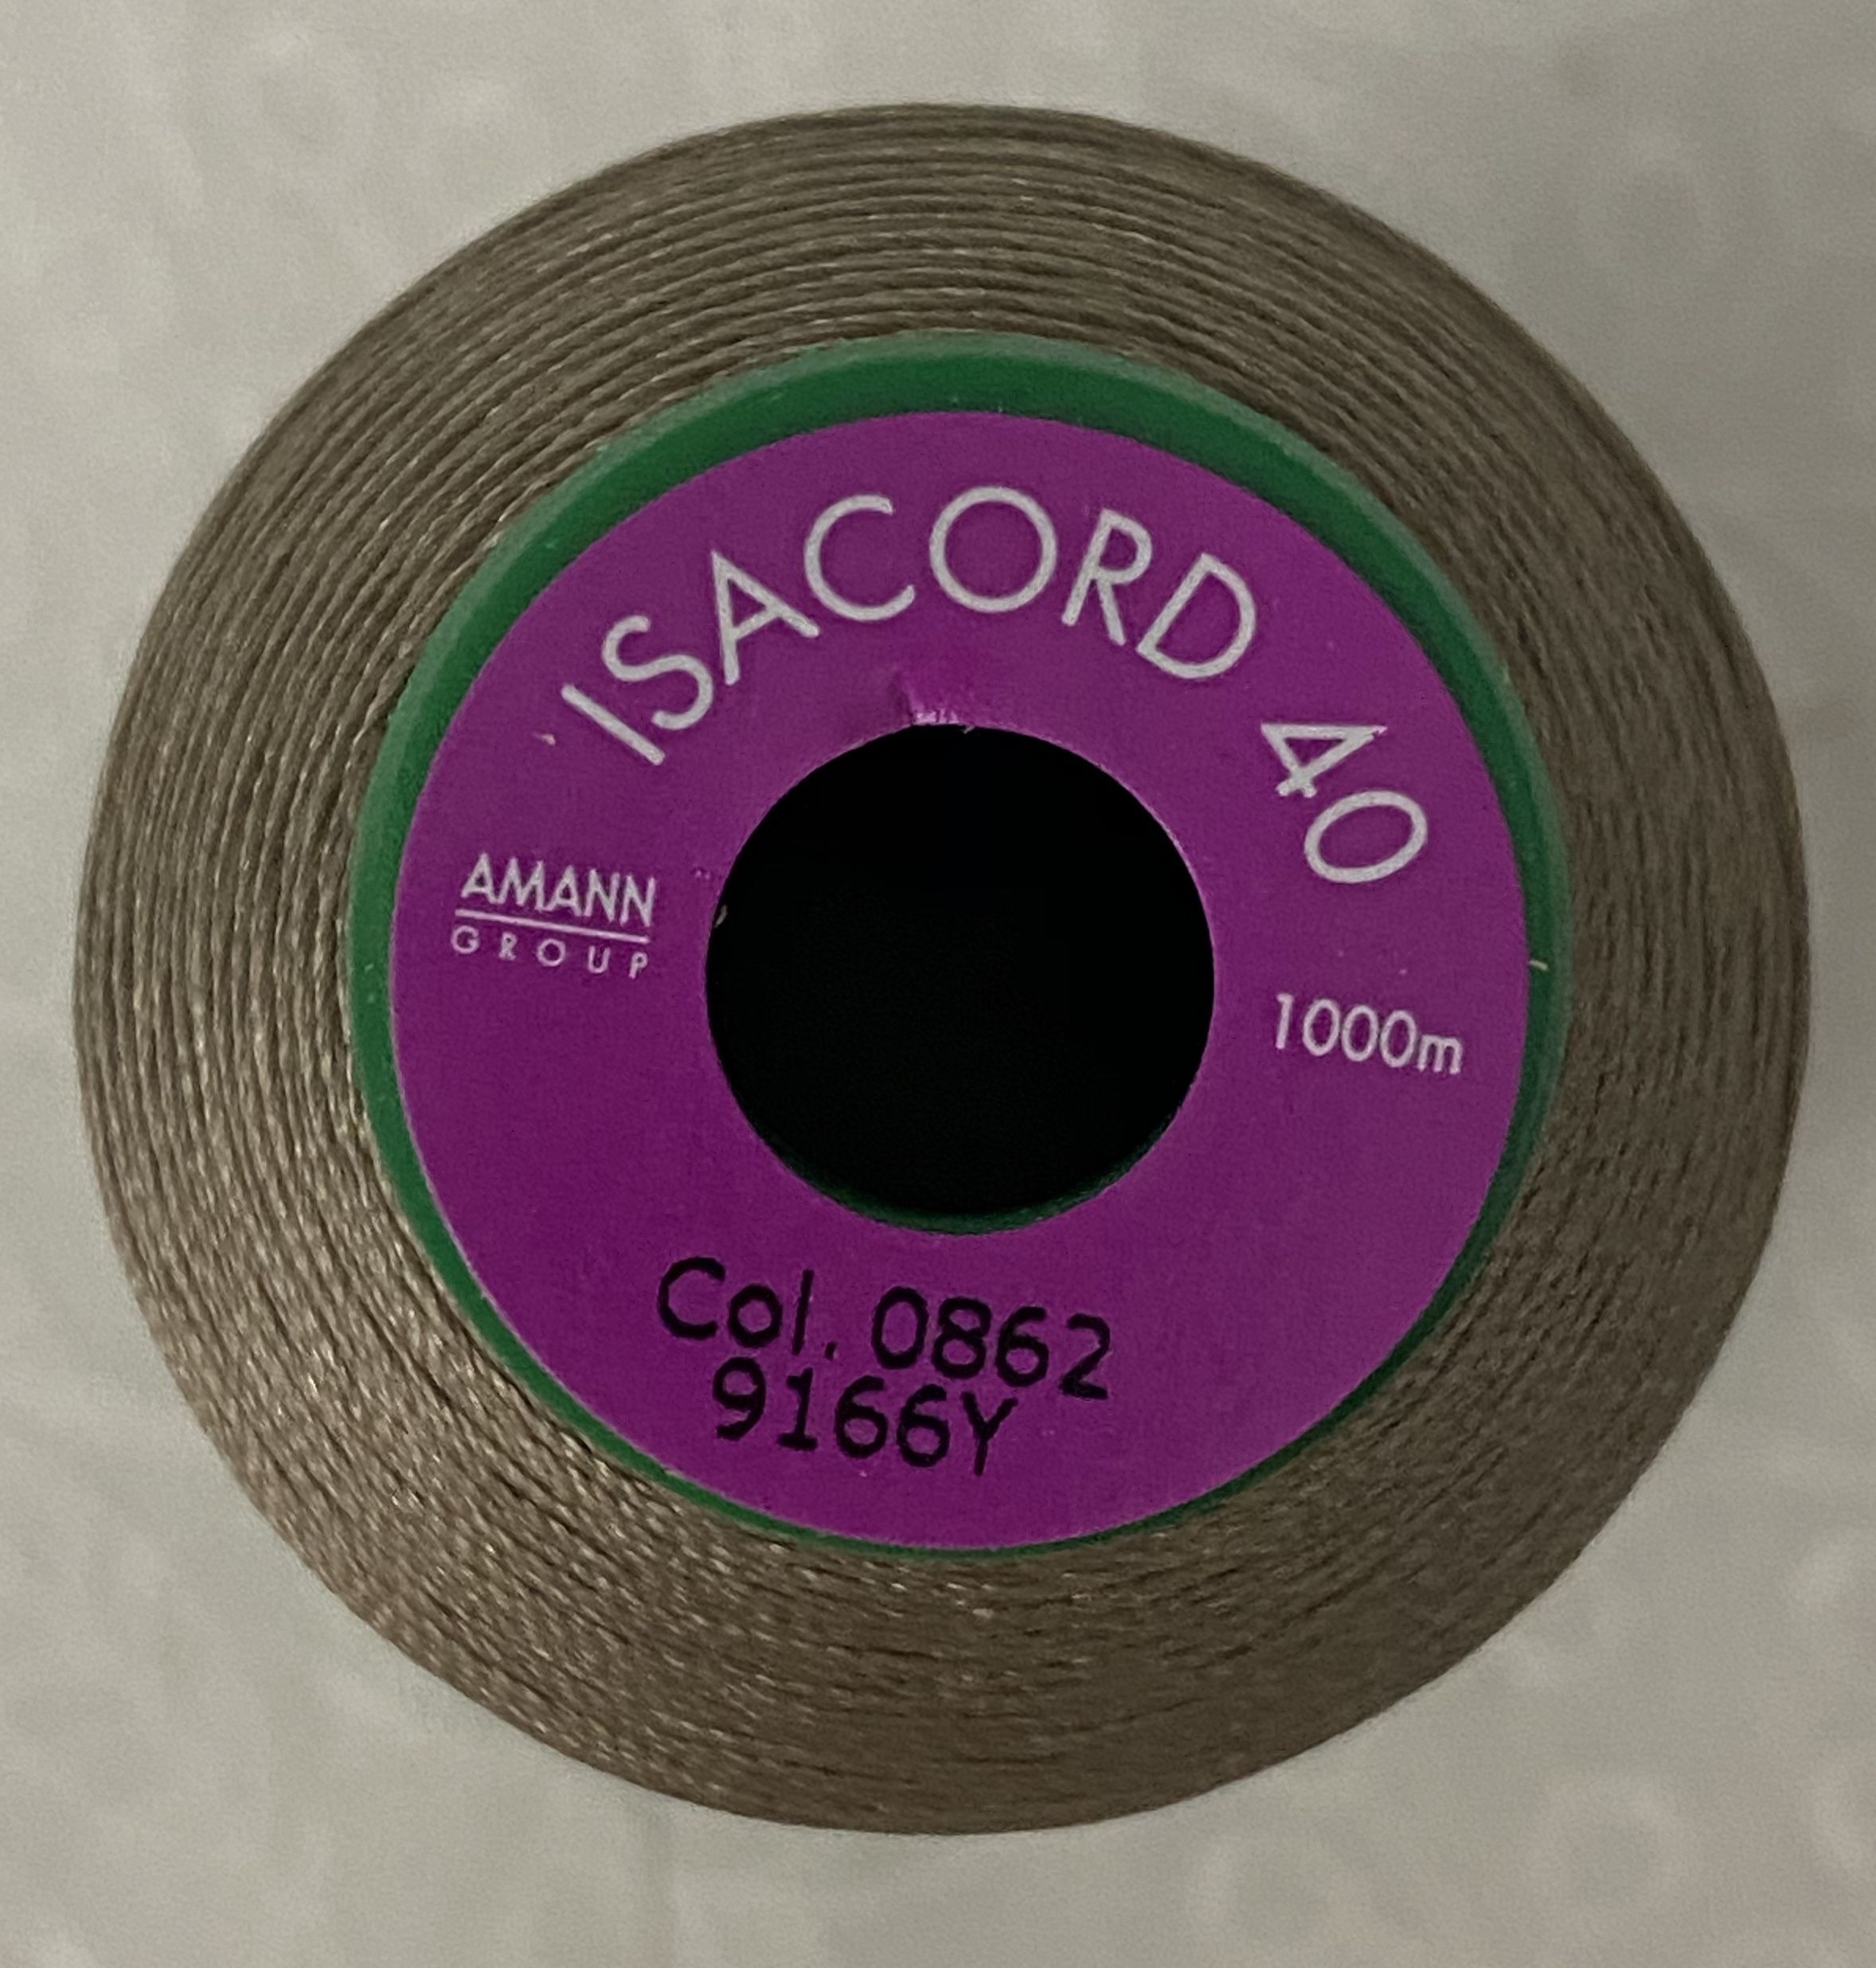 ISACORD 40
AMANN
GROUP
1000m
Col. 0862
9166Y